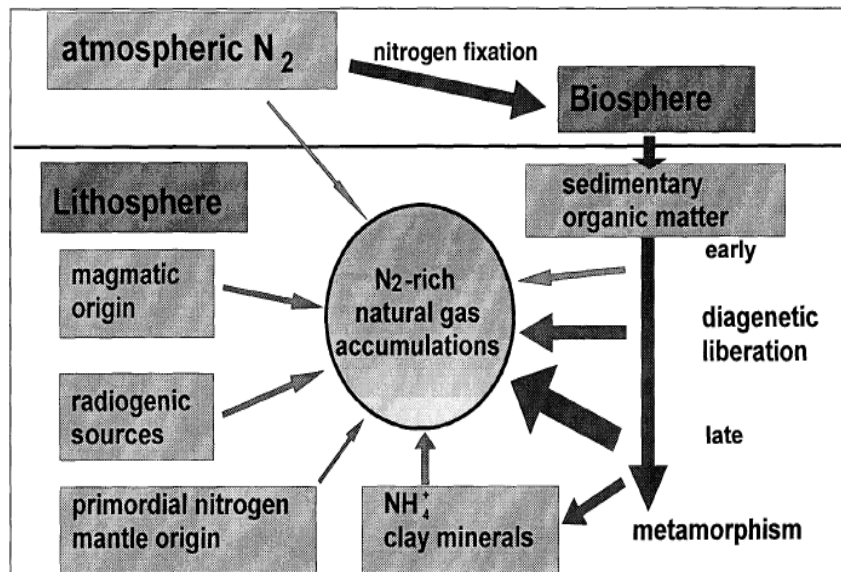 atmospheric N₂
nitrogen fixation
Biosphere
sedimentary
organic matter
Lithosphere
early
magmatic
origin
N₂-rich
natural gas
accumulations
diagenetic
liberation
radiogenic
sources
late
primordial nitrogen
mantle origin
NH₄⁺
clay minerals
metamorphism